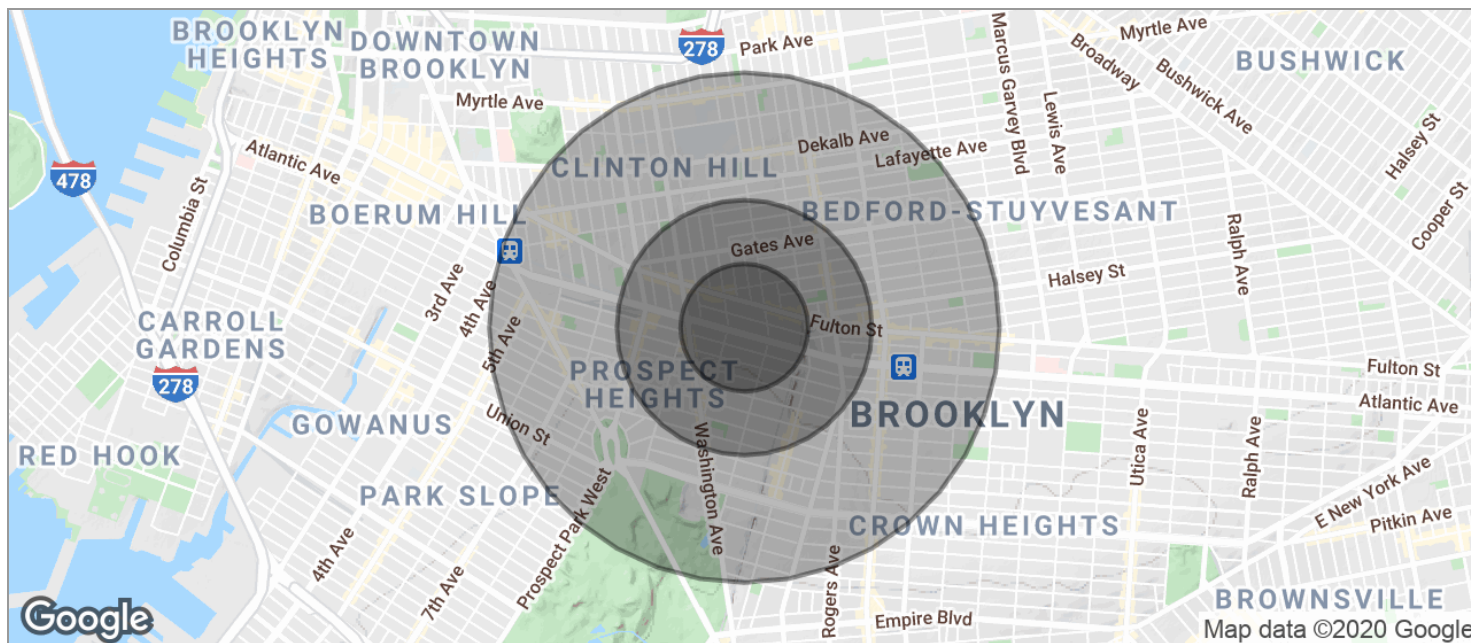 BROOKLYN
HEIGHTS
DOWNTOWN
BROOKLYN
278
Park Ave
Marcus Garvey Blvd
Broadway
Myrtle Ave
BUSHWICK
Bushwick Ave
Myrtle Ave
Lewis Ave
Halsey St
Atlantic Ave
CLINTON HILL
Dekalb Ave
Lafayette Ave
478
Columbia St
BOERUM HILL
BEDFORD-STUYVESANT
Cooper St
Gates Ave
Ralph Ave
Halsey St
3rd Ave
4th Ave
5th Ave
CARROLL
GARDENS
Fulton St
278
PROSPECT
HEIGHTS
Fulton St
Atlantic Ave
GOWANUS
Union St
BROOKLYN
Utica Ave
Ralph Ave
RED HOOK
Washington Ave
PARK SLOPE
Prospect Park West
CROWN HEIGHTS
E New York Ave
Pitkin Ave
4th Ave
7th Ave
Rogers Ave
Empire Blvd
BROWNSVILLE
Google
Map data ©2020 Google